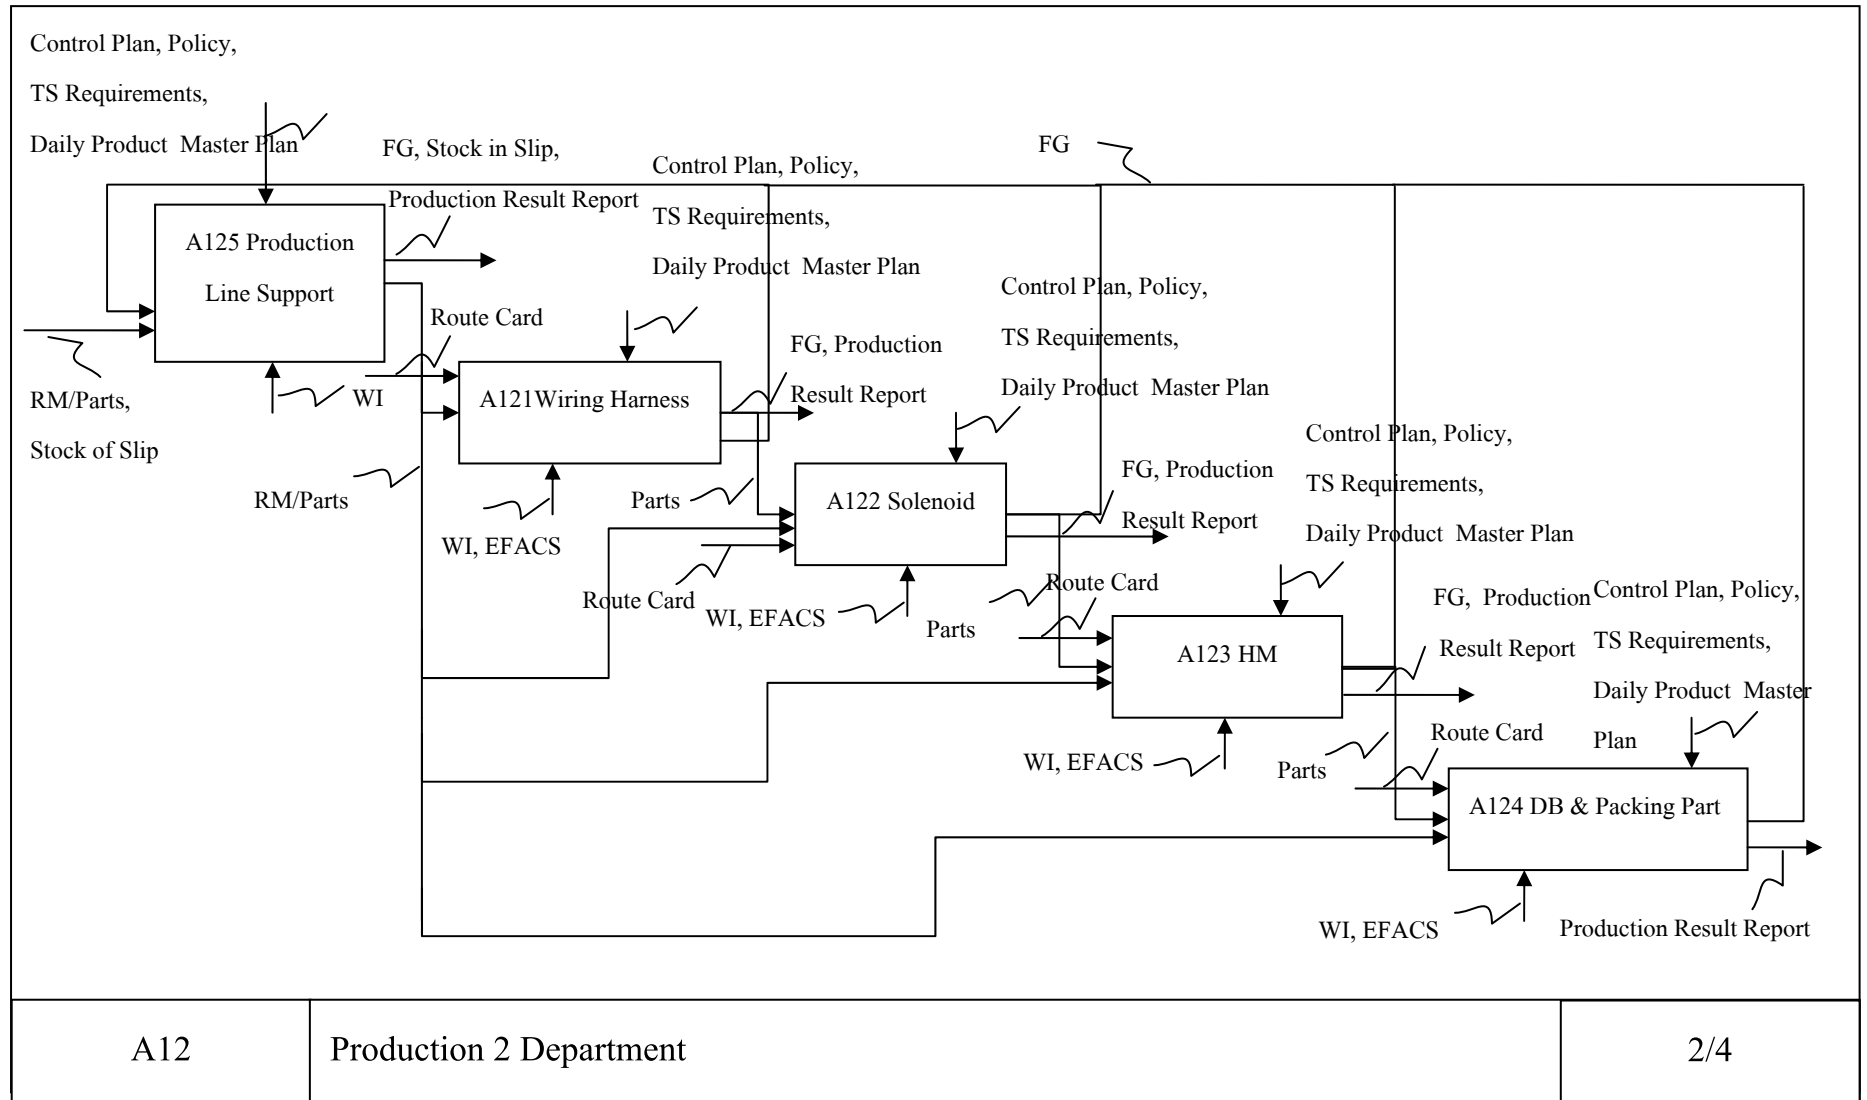 Control Plan, Policy,
TS Requirements,
Daily Product Master Plan
FG, Stock in Slip,
Production Result Report
Control Plan, Policy,
TS Requirements,
Daily Product Master Plan
FG
A125 Production
Line Support
RM/Parts,
Stock of Slip
WI
Route Card
A121Wiring Harness
FG, Production
Result Report
RM/Parts
WI, EFACS
Parts
Control Plan, Policy,
TS Requirements,
Daily Product Master Plan
A122 Solenoid
FG, Production
Result Report
Route Card
WI, EFACS
Parts
Route Card
Control Plan, Policy,
TS Requirements,
Daily Product Master Plan
A123 HM
FG, Production
Result Report
WI, EFACS
Parts
Route Card
Control Plan, Policy,
TS Requirements,
Daily Product Master
Plan
A124 DB & Packing Part
WI, EFACS
Production Result Report
A12
Production 2 Department
2/4